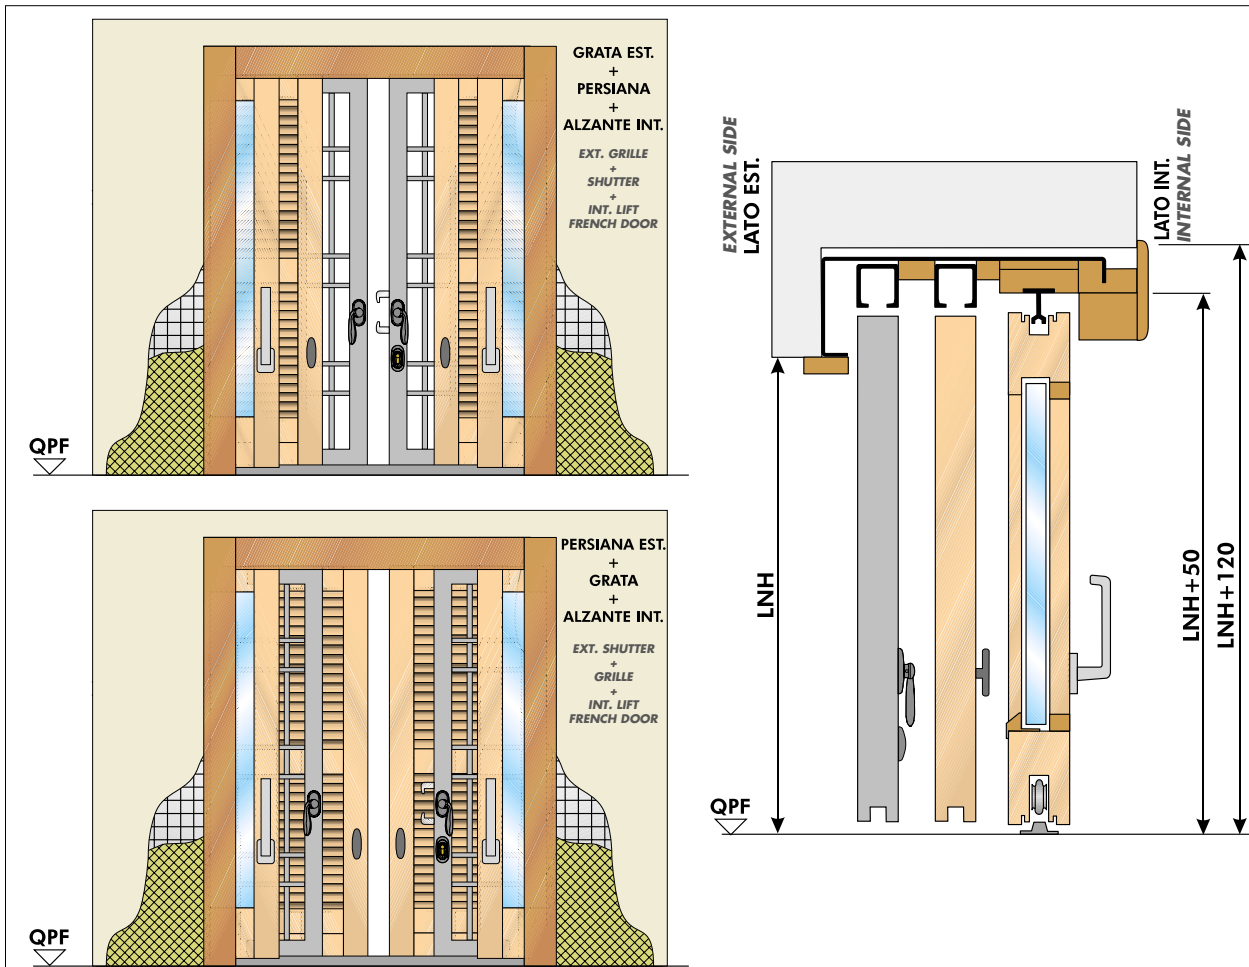 GRATA EST.
+
PERSIANA
+
ALZANTE INT.
EXT. GRILLE
+
SHUTTER
+
INT. LIFT
FRENCH DOOR
QPF
PERSIANA EST.
+
GRATA
+
ALZANTE INT.
EXT. SHUTTER
+
GRILLE
+
INT. LIFT
FRENCH DOOR
QPF
EXTERNAL SIDE
LATO EST.
LATO INT.
INTERNAL SIDE
LNH
LNH+50
LNH+120
QPF